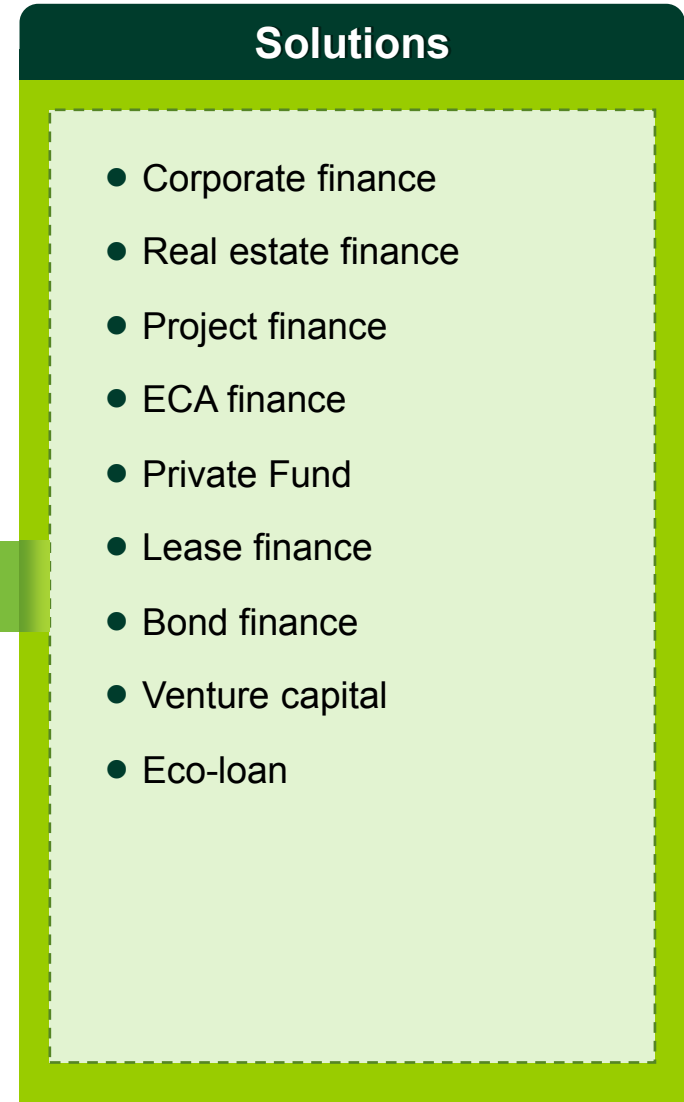 Solutions
● Corporate finance
● Real estate finance
● Project finance
● ECA finance
● Private Fund
● Lease finance
● Bond finance
● Venture capital
● Eco-loan